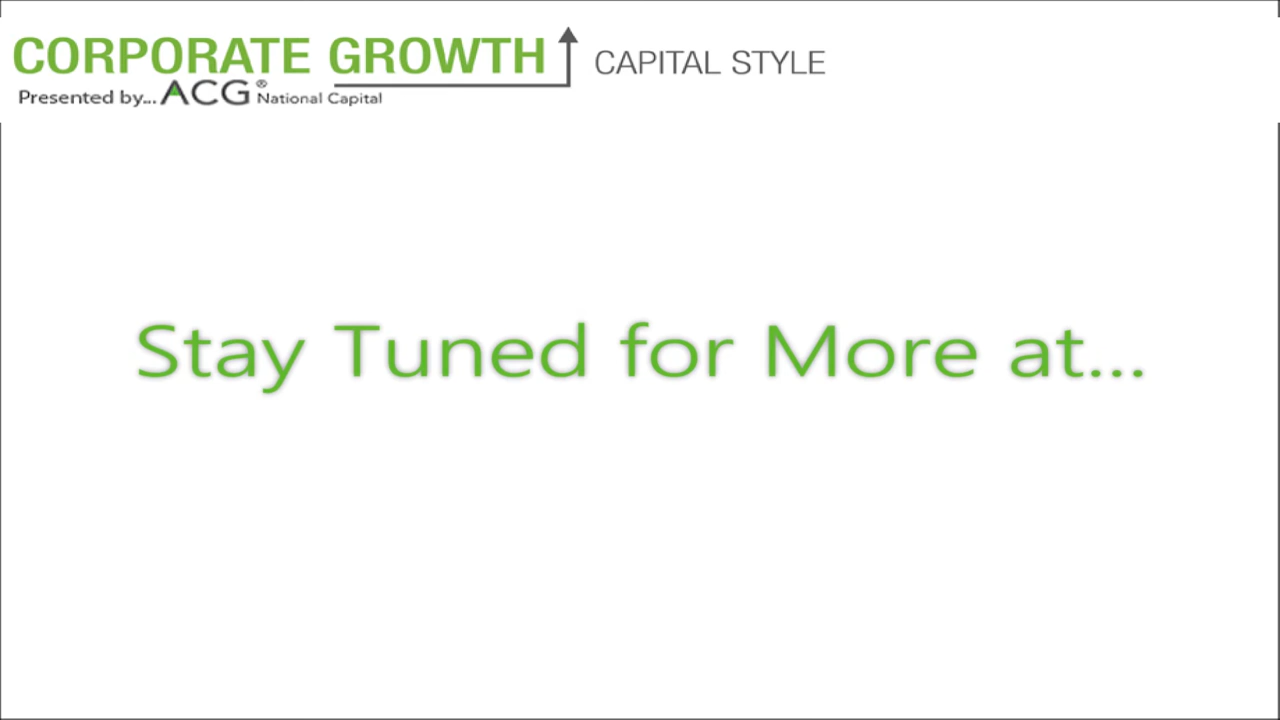 CORPORATE GROWTH CAPITAL STYLE
Presented by... ACG® National Capital
Stay Tuned for More at...